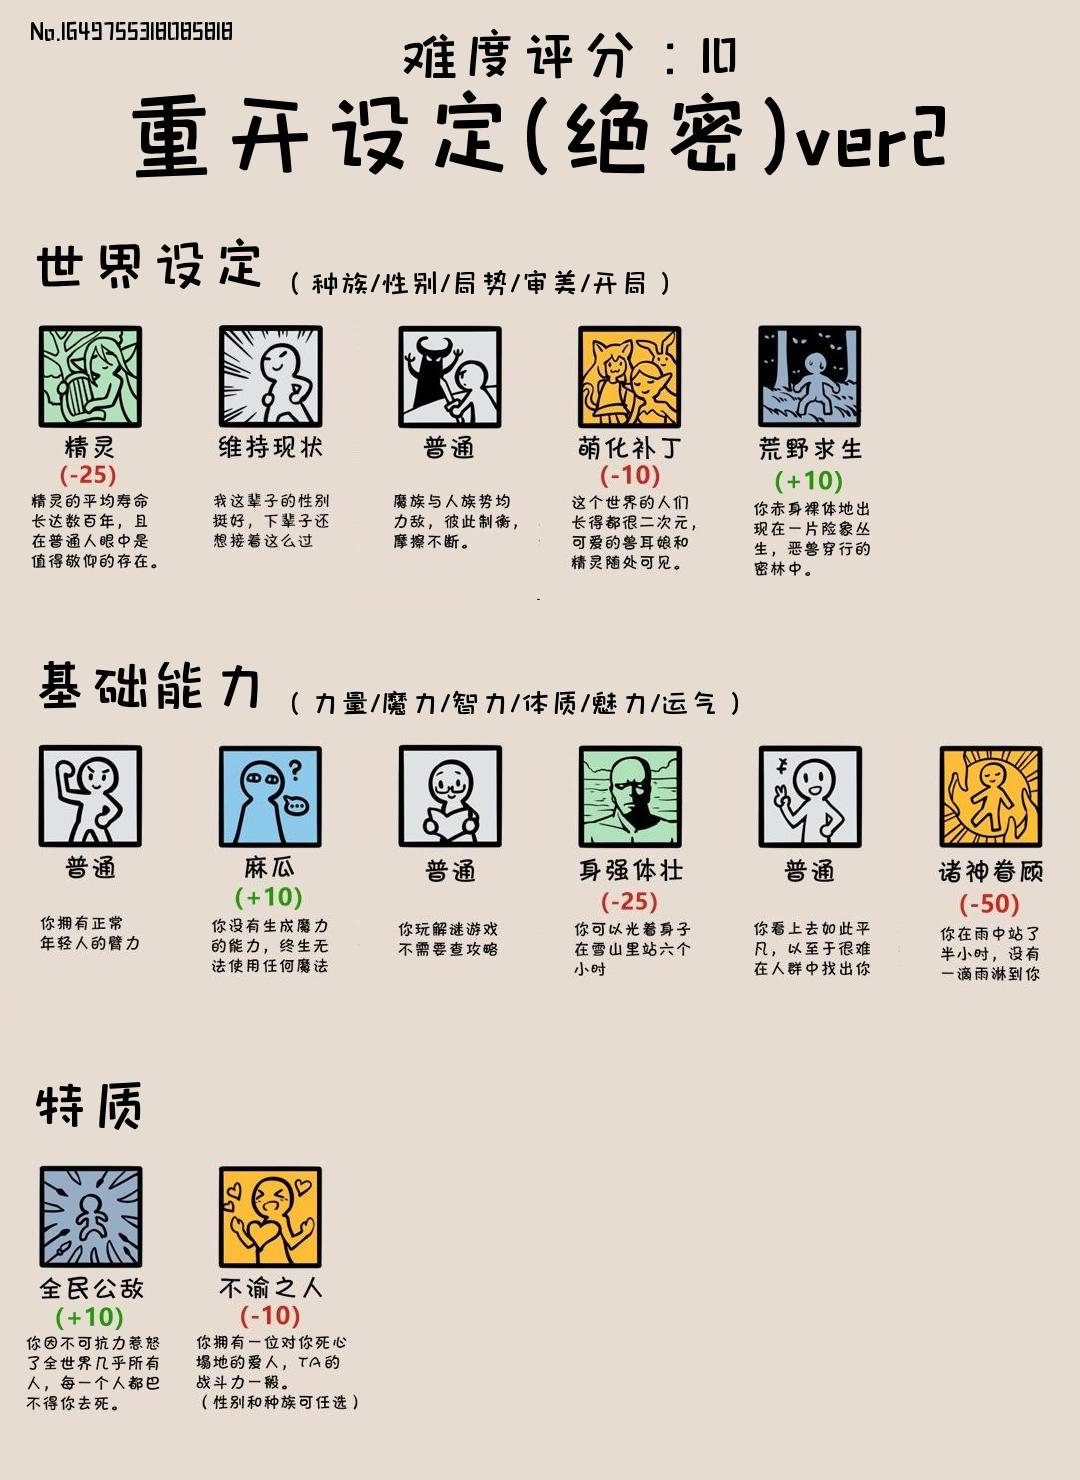 No.1649755318085818
难度评分：10
重开设定(绝密)ver2
世界设定（种族/性别/局势/审美/开局）
精灵 维持现状 普通 萌化补丁 荒野求生
(-25) (-10) (+10)
精灵的平均寿命
长达数百年，且
在普通人眼中是
值得敬仰的存在。
我这辈子的性别
挺好，下辈子还
想接着这么过
魔族与人族势均
力敌，彼此制衡，
摩擦不断。
这个世界的人们
长得都很二次元，
可爱的兽耳娘和
精灵随处可见。
你赤身裸体地出
现在一片险象丛
生，恶兽穿行的
密林中。
基础能力（力量/魔力/智力/体质/魅力/运气）
普通 麻瓜 普通 身强体壮 普通 诸神眷顾
(+10) (-25) (-50)
你拥有正常
年轻人的臂力
你没有生成魔力
的能力，终生无
法使用任何魔法
你玩解谜游戏
不需要查攻略
你可以光着身子
在雪山里站六个
小时
你看上去如此平
凡，以至于很难
在人群中找出你
你在雨中站了
半小时，没有
一滴雨淋到你
特质
全民公敌 不渝之人
(+10) (-10)
你因不可抗力惹怒
了全世界几乎所有
人，每一个人都巴
不得你去死。
你拥有一位对你死心
塌地的爱人，TA的
战斗力一般。
（性别和种族可任选）